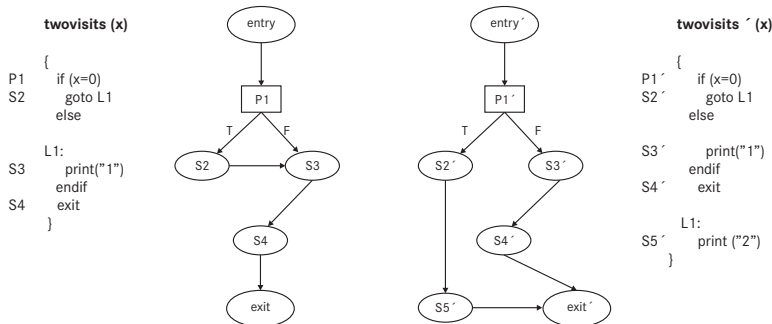 twovisits (x)
{
P1 if (x=0)
S2 goto L1
else
L1:
S3 print("1")
endif
S4 exit
}
entry
P1
T F
S2 S3
S4
exit
entry´
P1´
T F
S2´ S3´
S4´
S5´ exit´
twovisits ´ (x)
{
P1´ if (x=0)
S2´ goto L1
else
S3´ print("1")
endif
S4´ exit
L1:
S5´ print ("2")
}